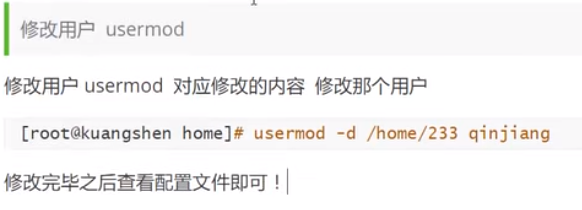 修改用户 usermod
修改用户 usermod 对应修改的内容 修改那个用户
[root@kuangshen home]# usermod -d /home/233 qinjiang
修改完毕之后查看配置文件即可！